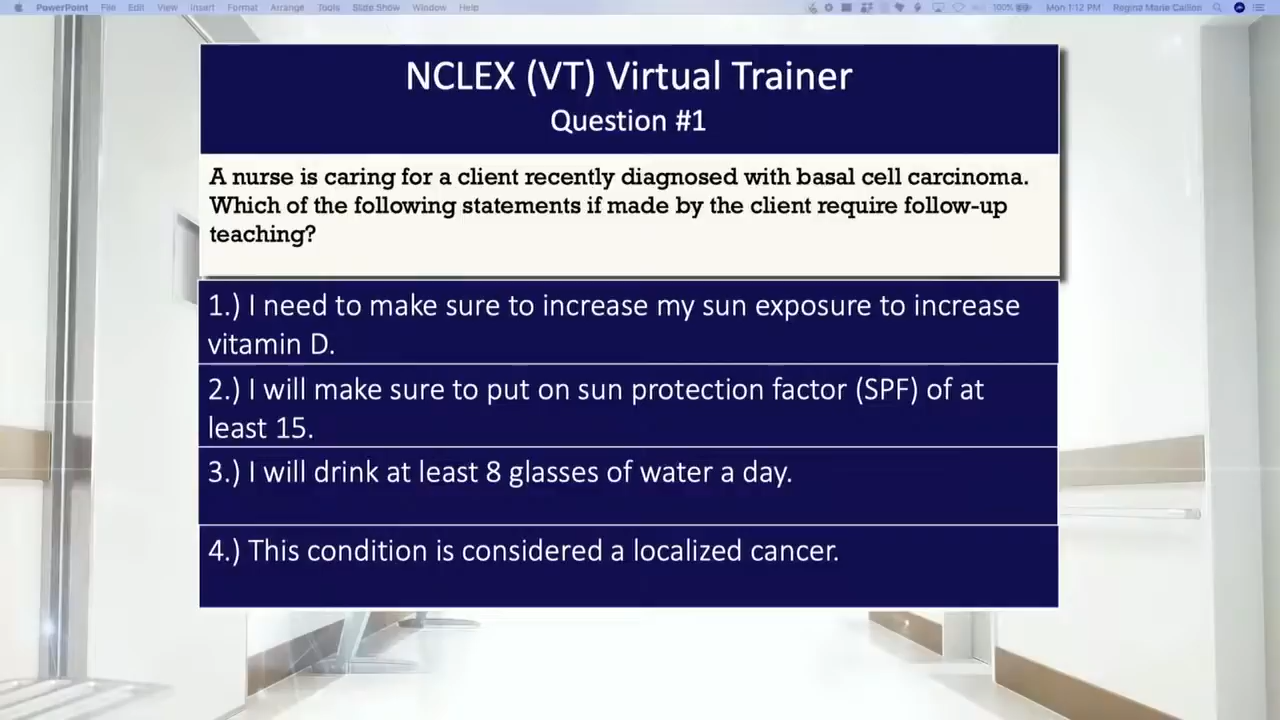 PowerPoint File Edit View Insert Format Arrange Tools Slide Show Window Help 100% Mon 1:12 PM Regina Marie Callion
NCLEX (VT) Virtual Trainer
Question #1
A nurse is caring for a client recently diagnosed with basal cell carcinoma.
Which of the following statements if made by the client require follow-up
teaching?
1.) I need to make sure to increase my sun exposure to increase
vitamin D.
2.) I will make sure to put on sun protection factor (SPF) of at
least 15.
3.) I will drink at least 8 glasses of water a day.
4.) This condition is considered a localized cancer.